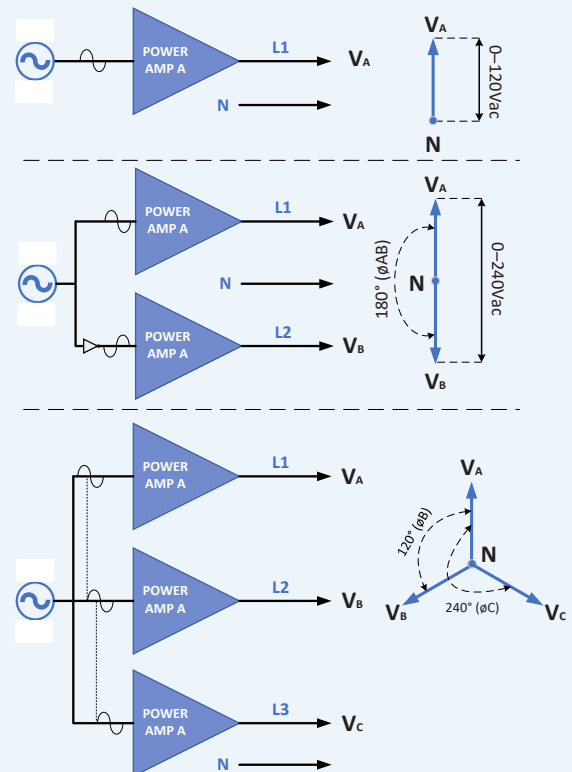 POWER
AMP A
L1
VA
N
VA
0–120Vac
N
POWER
AMP A
L1
VA
N
POWER
AMP A
L2
VB
VA
180° (øAB)
N
0–240Vac
VB
POWER
AMP A
L1
VA
POWER
AMP A
L2
VB
POWER
AMP A
L3
VC
N
VA
120° (øB)
N
VB
240° (øC)
VC